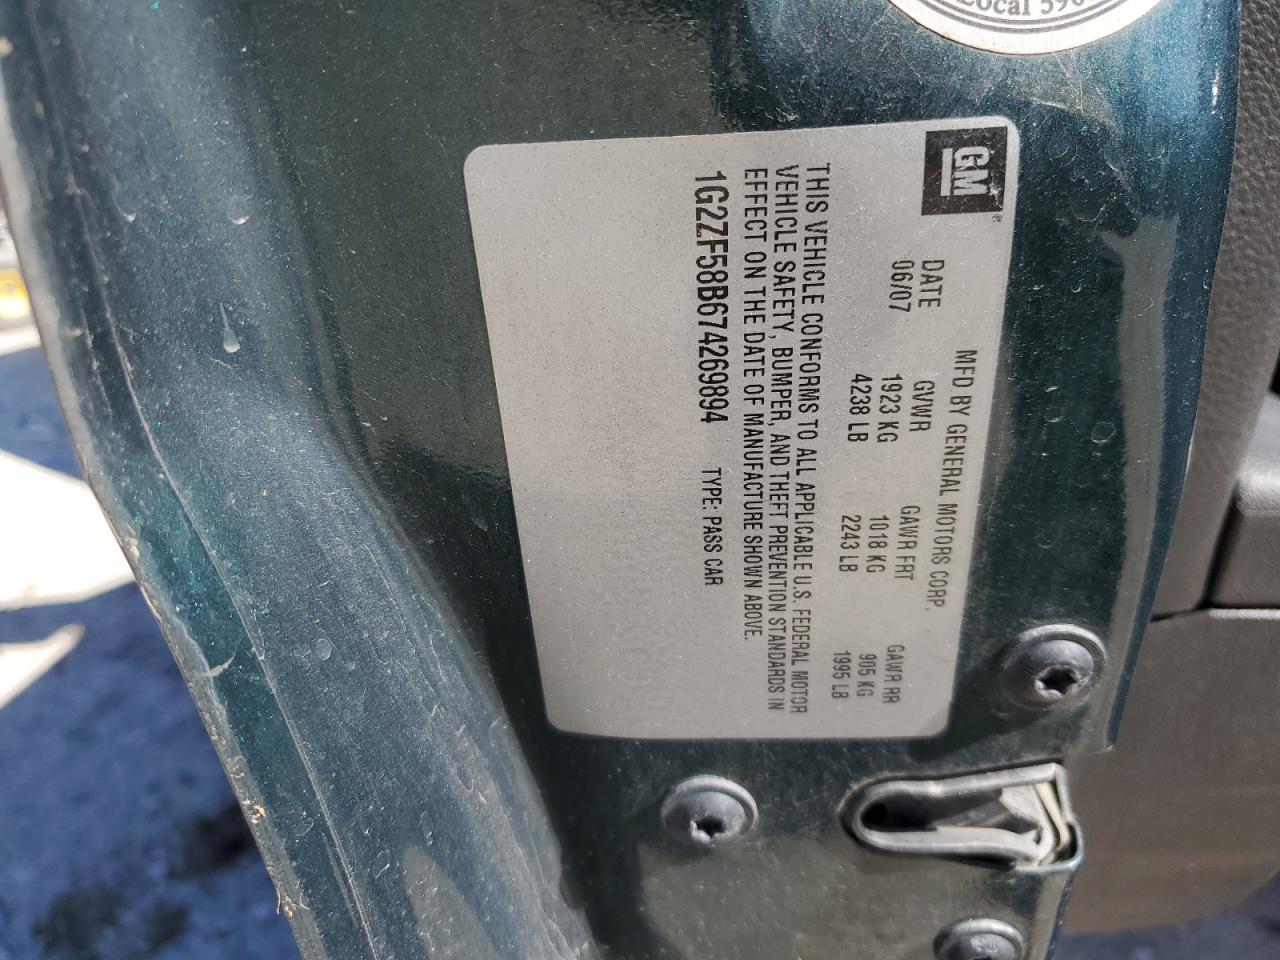 Local 596
GM®
MFD BY GENERAL MOTORS CORP.
DATE GVWR GAWR FRT GAWR RR
06/07 1923 KG 1018 KG 905 KG
4238 LB 2243 LB 1995 LB
THIS VEHICLE CONFORMS TO ALL APPLICABLE U.S. FEDERAL MOTOR
VEHICLE SAFETY, BUMPER, AND THEFT PREVENTION STANDARDS IN
EFFECT ON THE DATE OF MANUFACTURE SHOWN ABOVE.
1G2ZF58B674269894 TYPE: PASS CAR